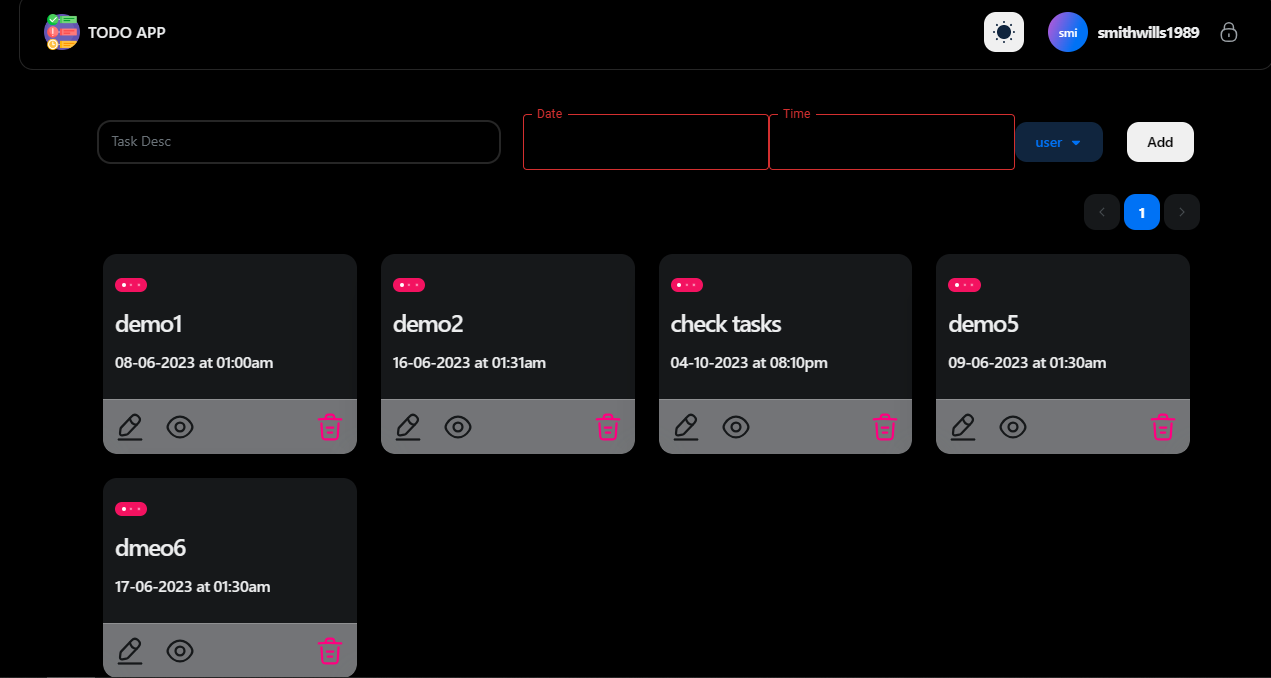 TODO APP
smi
smithwills1989
Task Desc
Date
Time
user
Add
1
demo1
08-06-2023 at 01:00am
demo2
16-06-2023 at 01:31am
check tasks
04-10-2023 at 08:10pm
demo5
09-06-2023 at 01:30am
dmeo6
17-06-2023 at 01:30am